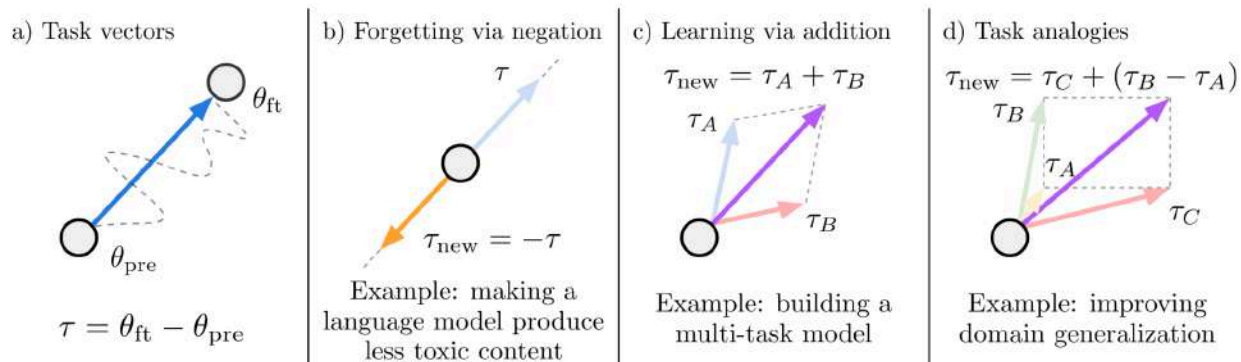 a) Task vectors
θ_ft
θ_pre
τ = θ_ft − θ_pre
b) Forgetting via negation
τ
τ_new = −τ
Example: making a
language model produce
less toxic content
c) Learning via addition
τ_new = τ_A + τ_B
τ_A
τ_B
Example: building a
multi-task model
d) Task analogies
τ_new = τ_C + (τ_B − τ_A)
τ_B
τ_A
τ_C
Example: improving
domain generalization